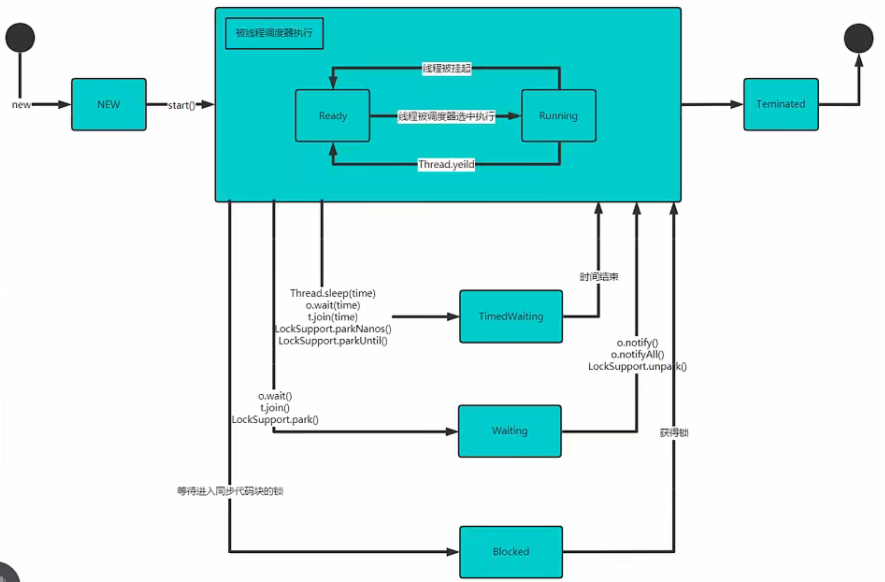 被线程调度器执行
线程被挂起
new
NEW
start()
Ready
线程被调度器选中执行
Running
Teminated
Thread.yeild
时间结束
Thread.sleep(time)
o.wait(time)
t.join(time)
LockSupport.parkNanos()
LockSupport.parkUntil()
TimedWaiting
o.notify()
o.notifyAll()
LockSupport.unpark()
o.wait()
t.join()
LockSupport.park()
Waiting
获得锁
等待进入同步代码块的锁
Blocked